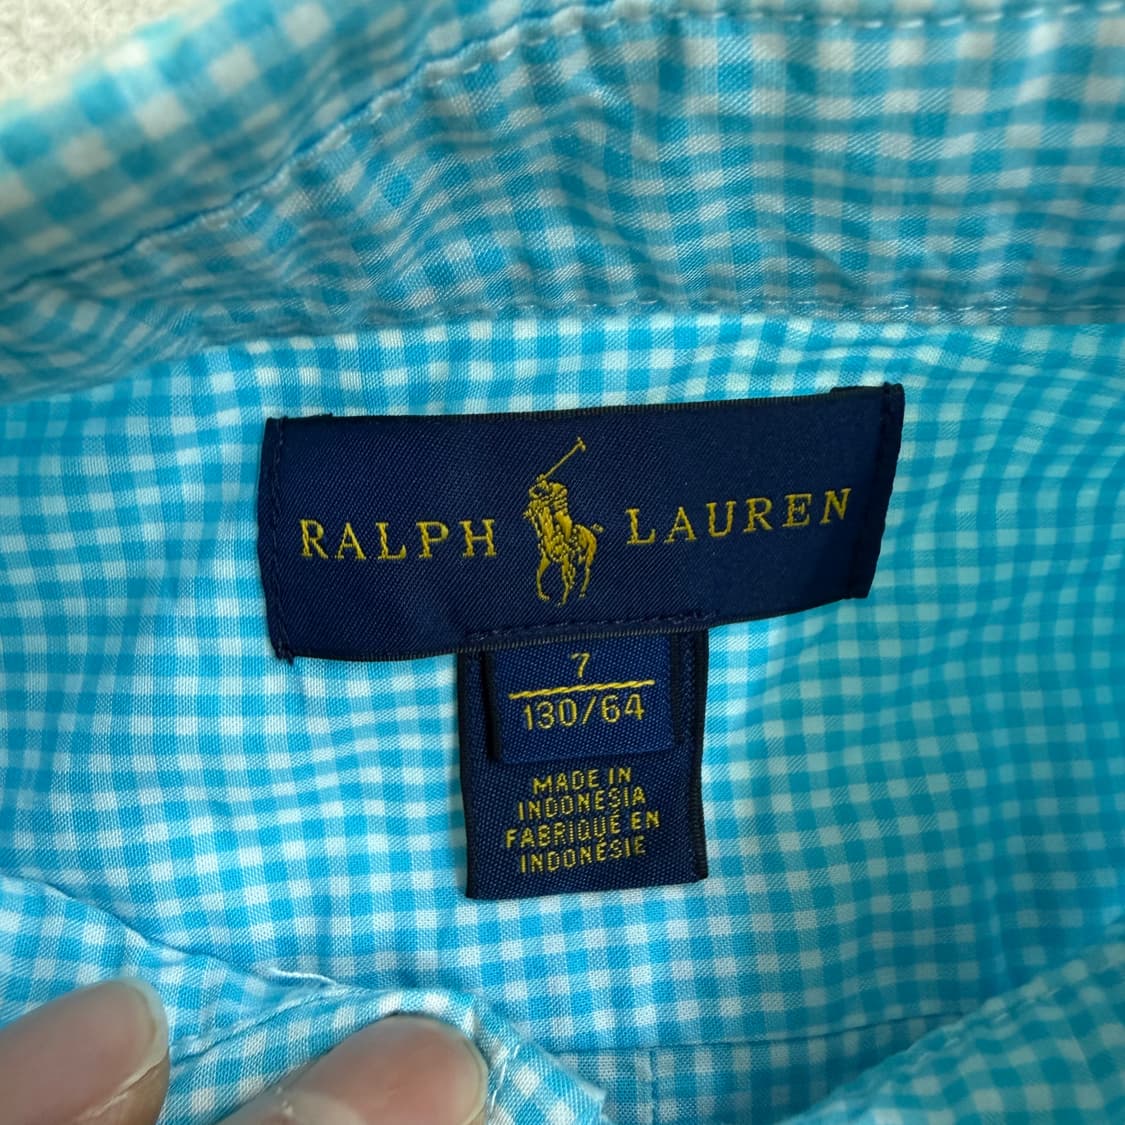 RALPH LAUREN
7
130/64
MADE IN
INDONESIA
FABRIQUÉ EN
INDONÉSIE